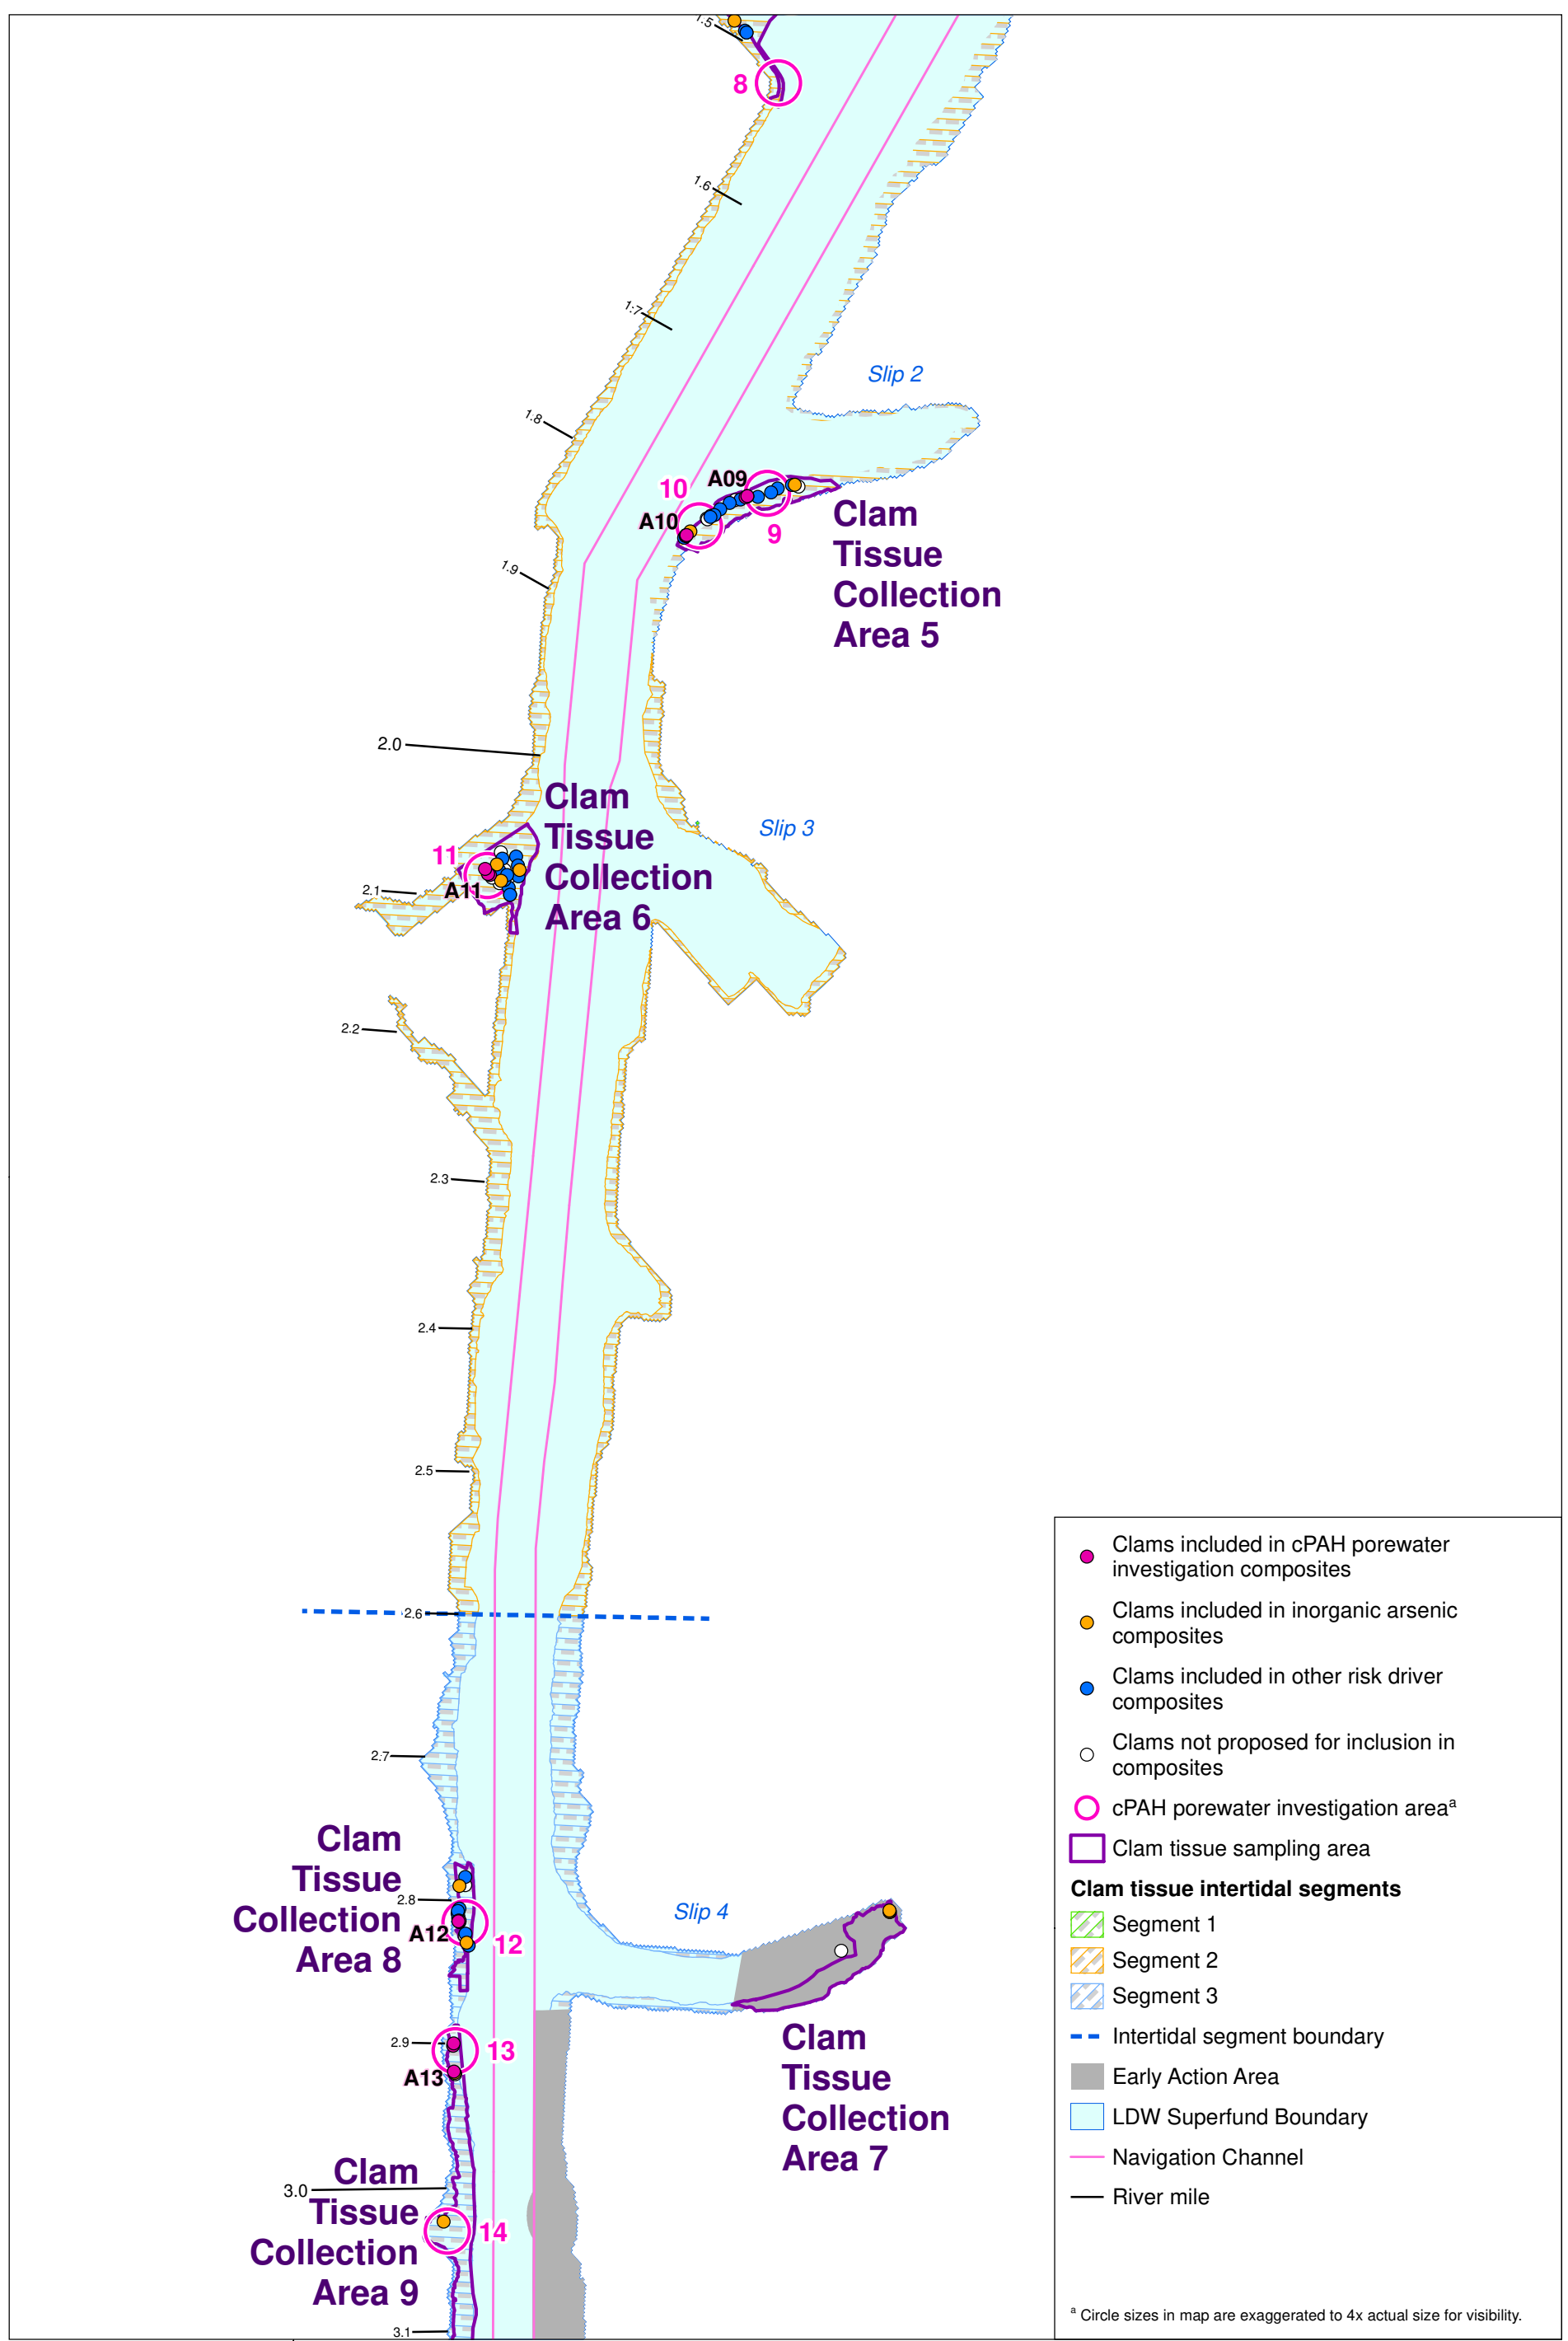 1.5
8
1.6
1.7
Slip 2
1.8
A09
10
A10
9
Clam
Tissue
Collection
Area 5
1.9
2.0
Clam
Tissue
Collection
Area 6
Slip 3
11
2.1
A11
2.2
2.3
2.4
2.5
2.6
2.7
Clam
Tissue
Collection
Area 8
2.8
A12
12
Slip 4
2.9
13
A13
Clam
Tissue
Collection
Area 7
3.0
Clam
Tissue
Collection
Area 9
14
3.1
Clams included in cPAH porewater
investigation composites
Clams included in inorganic arsenic
composites
Clams included in other risk driver
composites
Clams not proposed for inclusion in
composites
cPAH porewater investigation areaª
Clam tissue sampling area
Clam tissue intertidal segments
Segment 1
Segment 2
Segment 3
Intertidal segment boundary
Early Action Area
LDW Superfund Boundary
Navigation Channel
River mile
ª Circle sizes in map are exaggerated to 4x actual size for visibility.